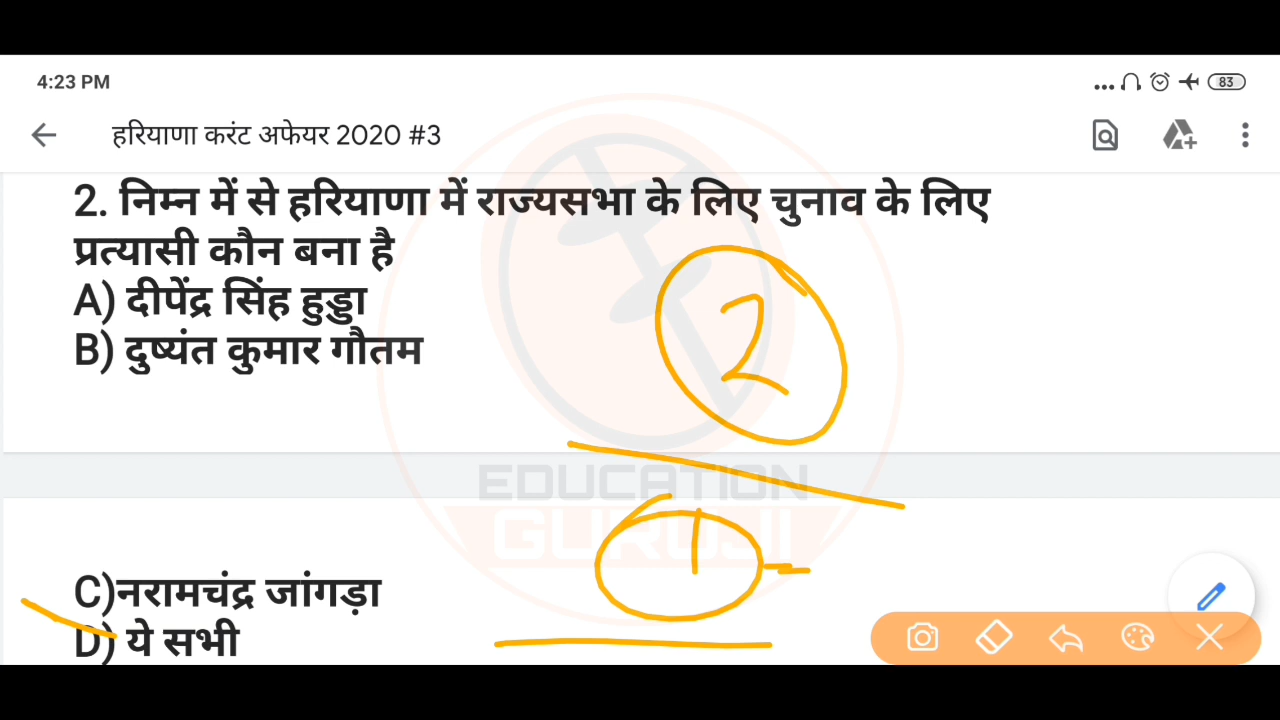 4:23 PM
83
हरियाणा करंट अफेयर 2020 #3
2. निम्न में से हरियाणा में राज्यसभा के लिए चुनाव के लिए
प्रत्यासी कौन बना है
A) दीपेंद्र सिंह हुड्डा
B) दुष्यंत कुमार गौतम
2
EDUCATION
GURUJI
1
C)नरामचंद्र जांगड़ा
D) ये सभी